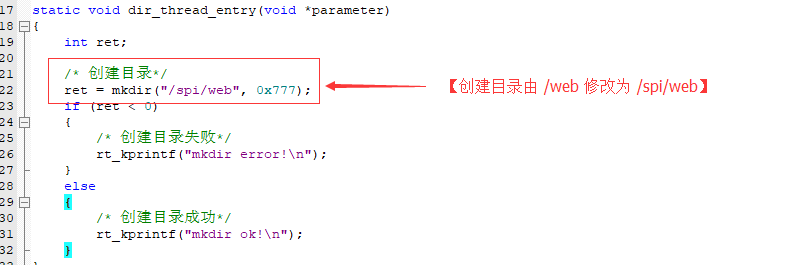 17 static void dir_thread_entry(void *parameter)
18 {
19     int ret;
20
21     /* 创建目录*/
22     ret = mkdir("/spi/web", 0x777);
23     if (ret < 0)
24     {
25         /* 创建目录失败*/
26         rt_kprintf("mkdir error!\n");
27     }
28     else
29     {
30         /* 创建目录成功*/
31         rt_kprintf("mkdir ok!\n");
32     }
【创建目录由 /web 修改为 /spi/web】